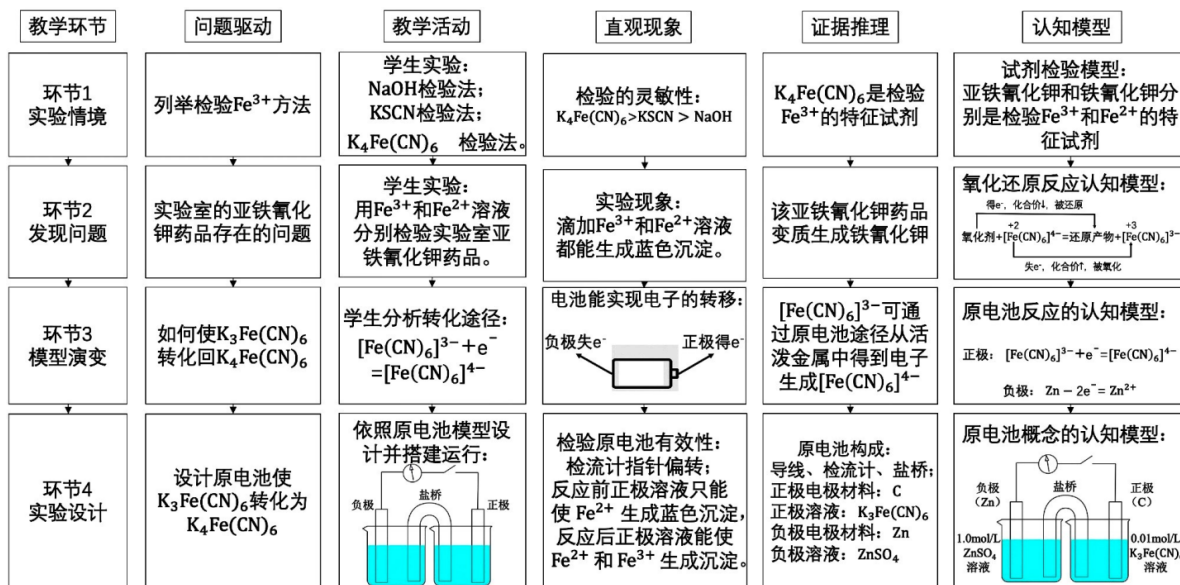 教学环节
问题驱动
教学活动
直观现象
证据推理
认知模型
环节1
实验情境
列举检验Fe³⁺方法
学生实验：
NaOH检验法；
KSCN检验法；
K₄Fe(CN)₆ 检验法。
检验的灵敏性：
K₄Fe(CN)₆>KSCN > NaOH
K₄Fe(CN)₆是检验
Fe³⁺的特征试剂
试剂检验模型：
亚铁氰化钾和铁氰化钾分
别是检验Fe³⁺和Fe²⁺的特
征试剂
环节2
发现问题
实验室的亚铁氰化
钾药品存在的问题
学生实验：
用Fe³⁺和Fe²⁺溶液
分别检验实验室亚
铁氰化钾药品。
实验现象：
滴加Fe³⁺和Fe²⁺溶液
都能生成蓝色沉淀。
该亚铁氰化钾药品
变质生成铁氰化钾
氧化还原反应认知模型：
得e⁻，化合价↓，被还原
+2
+3
氧化剂+[Fe(CN)₆]⁴⁻=还原产物+[Fe(CN)₆]³⁻
失e⁻，化合价↑，被氧化
环节3
模型演变
如何使K₃Fe(CN)₆
转化回K₄Fe(CN)₆
学生分析转化途径：
[Fe(CN)₆]³⁻+e⁻
=[Fe(CN)₆]⁴⁻
电池能实现电子的转移：
负极失e⁻
正极得e⁻
[Fe(CN)₆]³⁻可通
过原电池途径从活
泼金属中得到电子
生成[Fe(CN)₆]⁴⁻
原电池反应的认知模型：
正极： [Fe(CN)₆]³⁻+e⁻=[Fe(CN)₆]⁴⁻
负极： Zn − 2e⁻= Zn²⁺
环节4
实验设计
设计原电池使
K₃Fe(CN)₆转化为
K₄Fe(CN)₆
依照原电池模型设
计并搭建运行：
负极
盐桥
正极
检验原电池有效性：
检流计指针偏转；
反应前正极溶液只能
使 Fe²⁺ 生成蓝色沉淀，
反应后正极溶液能使
Fe²⁺ 和 Fe³⁺ 生成沉淀。
原电池构成：
导线、检流计、盐桥；
正极电极材料：C
正极溶液：K₃Fe(CN)₆
负极电极材料：Zn
负极溶液：ZnSO₄
原电池概念的认知模型：
负极
（Zn）
盐桥
正极
（C）
1.0mol/L
ZnSO₄
溶液
0.01mol/L
K₃Fe(CN)₆
溶液